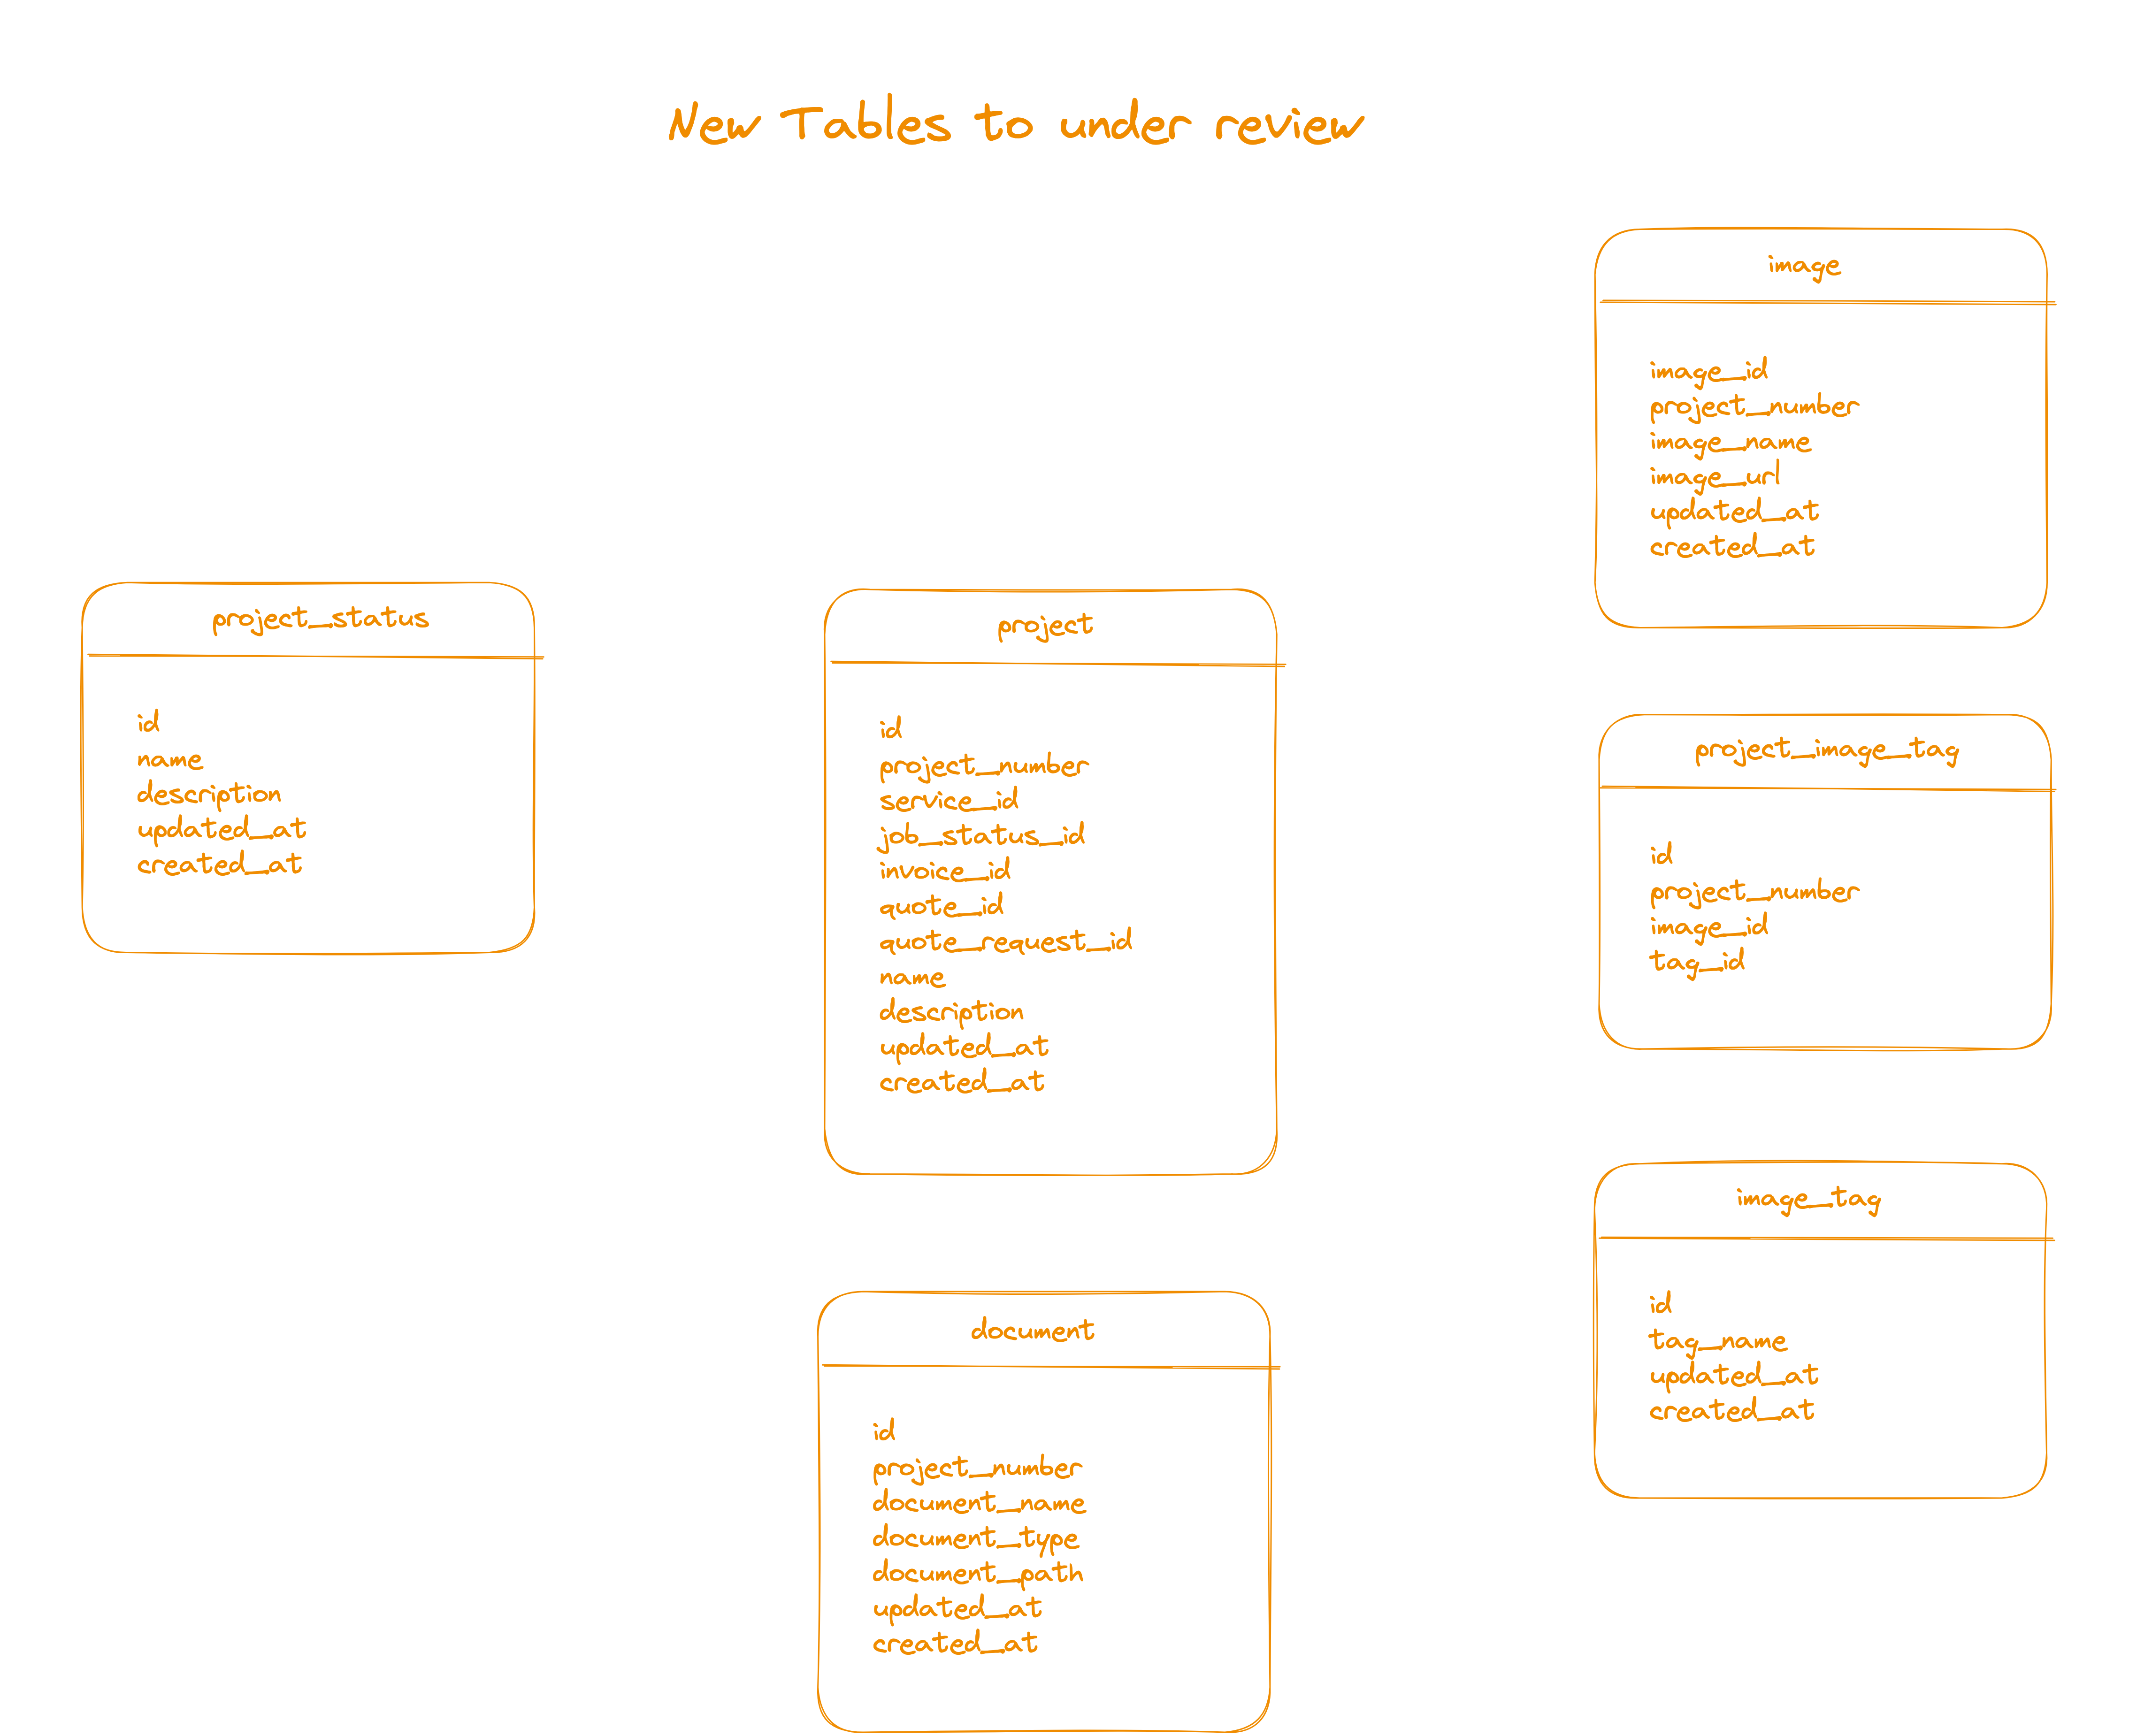 New Tables to under review
project_status
id
name
description
updated_at
created_at
project
id
project_number
service_id
job_status_id
invoice_id
quote_id
quote_request_id
name
description
updated_at
created_at
document
id
project_number
document_name
document_type
document_path
updated_at
created_at
image
image_id
project_number
image_name
image_url
updated_at
created_at
project_image_tag
id
project_number
image_id
tag_id
image_tag
id
tag_name
updated_at
created_at